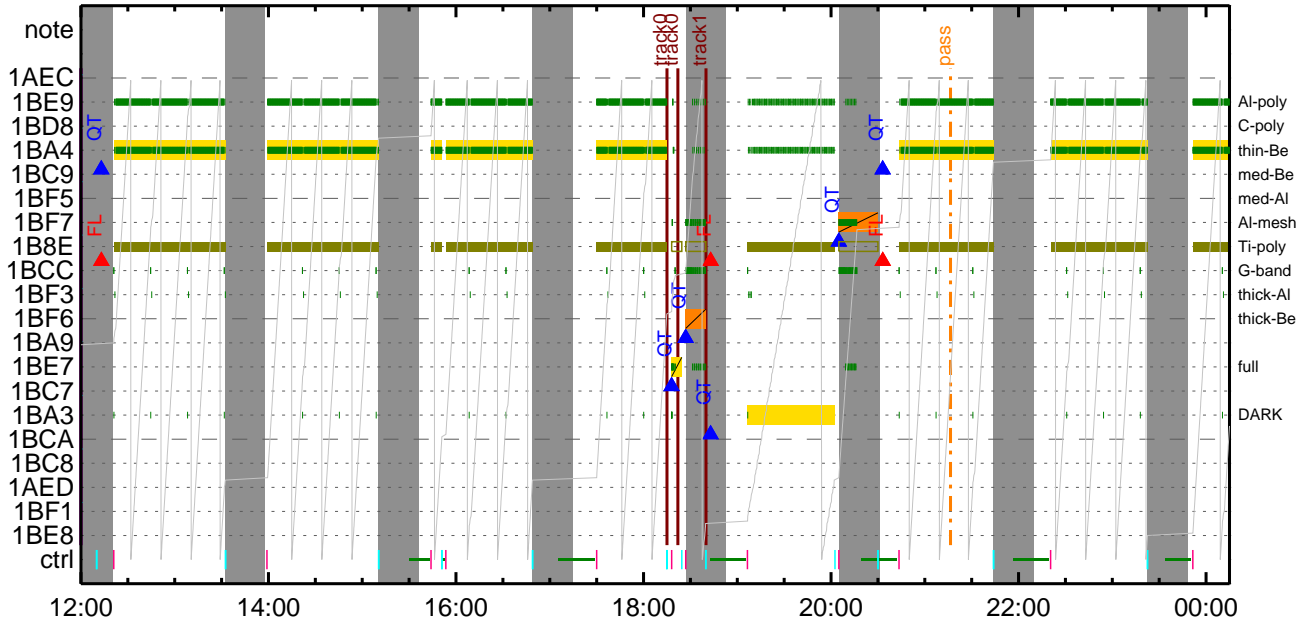 note
track0
track0
track1
pass
1AEC
1BE9 Al-poly
1BD8 C-poly
QT
QT
1BA4 thin-Be
1BC9 med-Be
1BF5 med-Al
QT
FL
FL
FL
1BF7 Al-mesh
1B8E Ti-poly
1BCC G-band
QT
1BF3 thick-Al
1BF6 thick-Be
1BA9
QT
1BE7 full
QT
1BC7
1BA3 DARK
1BCA
1BC8
1AED
1BF1
1BE8
ctrl
12:00 14:00 16:00 18:00 20:00 22:00 00:00